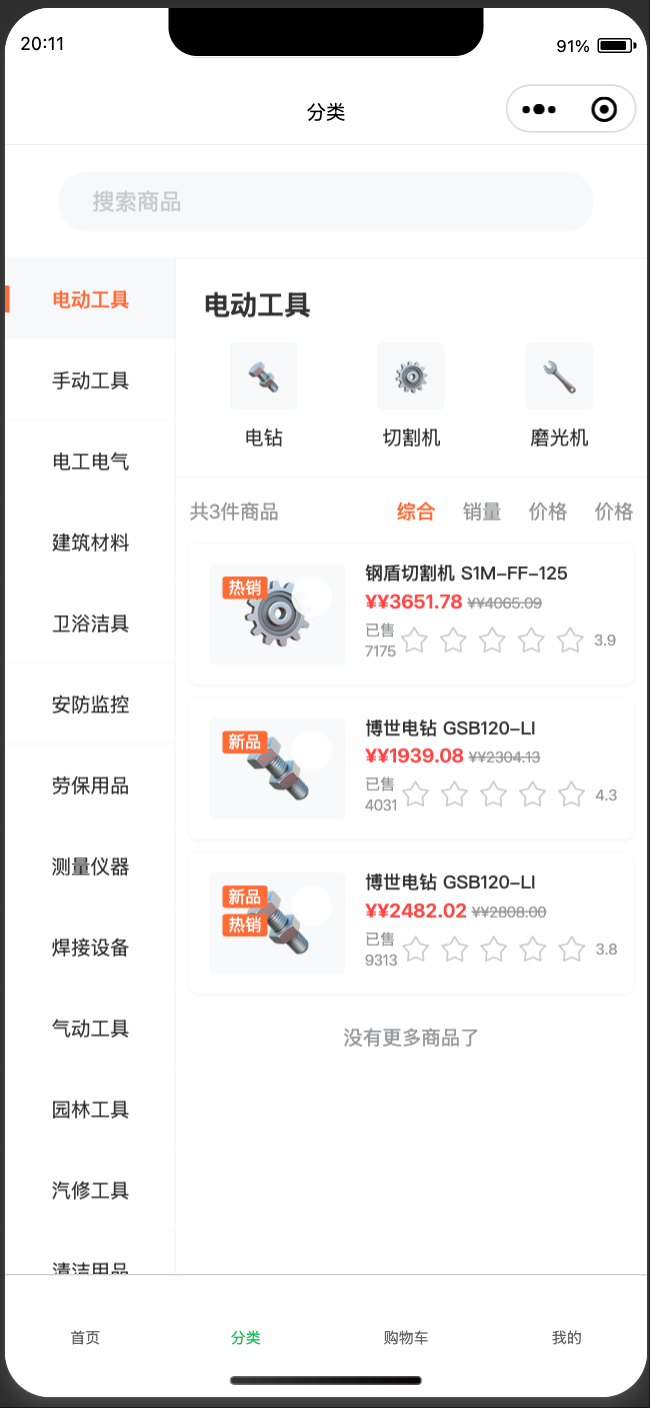 20:11
91%
分类
搜索商品
电动工具
手动工具
电工电气
建筑材料
卫浴洁具
安防监控
劳保用品
测量仪器
焊接设备
气动工具
园林工具
汽修工具
清洁用品
电动工具
电钻 切割机 磨光机
共3件商品 综合 销量 价格 价格
热销
钢盾切割机 S1M-FF-125
¥¥3651.78 ¥¥4065.09
已售
7175 3.9
新品
博世电钻 GSB120-LI
¥¥1939.08 ¥¥2304.13
已售
4031 4.3
新品
热销
博世电钻 GSB120-LI
¥¥2482.02 ¥¥2808.00
已售
9313 3.8
没有更多商品了
首页 分类 购物车 我的